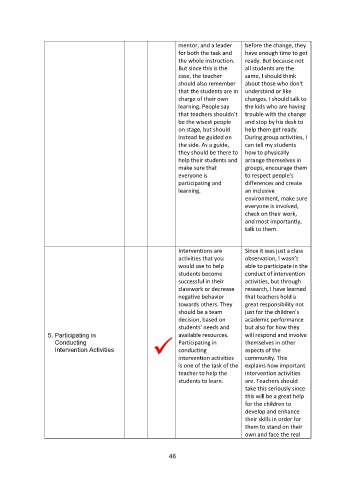 mentor, and a leader
for both the task and
the whole instruction.
But since this is the
case, the teacher
should also remember
that the students are in
charge of their own
learning. People say
that teachers shouldn't
be the wisest people
on stage, but should
instead be guided on
the side. As a guide,
they should be there to
help their students and
make sure that
everyone is
participating and
learning.
before the change, they
have enough time to get
ready. But because not
all students are the
same, I should think
about those who don't
understand or like
changes. I should talk to
the kids who are having
trouble with the change
and stop by his desk to
help them get ready.
During group activities, I
can tell my students
how to physically
arrange themselves in
groups, encourage them
to respect people's
differences and create
an inclusive
environment, make sure
everyone is involved,
check on their work,
and most importantly,
talk to them.
5. Participating in
Conducting
Intervention Activities
Interventions are
activities that you
would use to help
students become
successful in their
classwork or decrease
negative behavior
towards others. They
should be a team
decision, based on
students' needs and
available resources.
Participating in
conducting
intervention activities
is one of the task of the
teacher to help the
students to learn.
Since it was just a class
observation, I wasn't
able to participate in the
conduct of intervention
activities, but through
research, I have learned
that teachers hold a
great responsibility not
just for the children's
academic performance
but also for how they
will respond and involve
themselves in other
aspects of the
community. This
explains how important
intervention activities
are. Teachers should
take this seriously since
this will be a great help
for the children to
develop and enhance
their skills in order for
them to stand on their
own and face the real
46